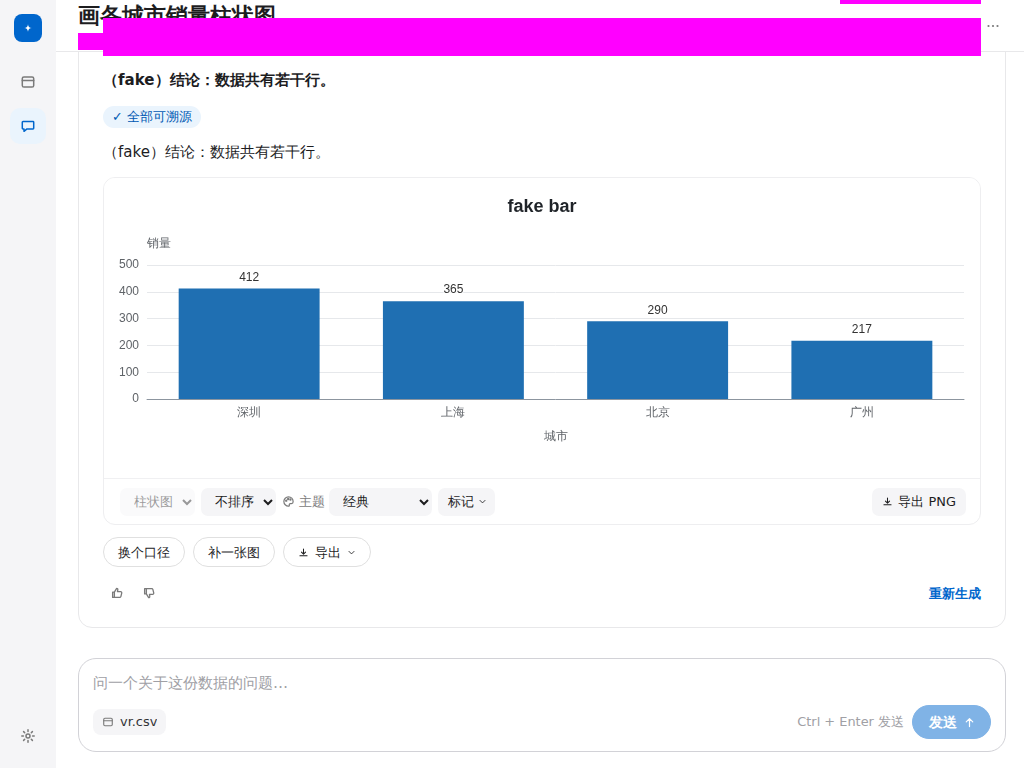 画各城市销量柱状图
（fake）结论：数据共有若干行。
✓ 全部可溯源
（fake）结论：数据共有若干行。
fake bar
销量
500
400
300
200
100
0
412
365
290
217
深圳
上海
北京
广州
城市
柱状图
不排序
主题
经典
标记
导出 PNG
换个口径
补一张图
导出
重新生成
问一个关于这份数据的问题…
vr.csv
Ctrl + Enter 发送
发送